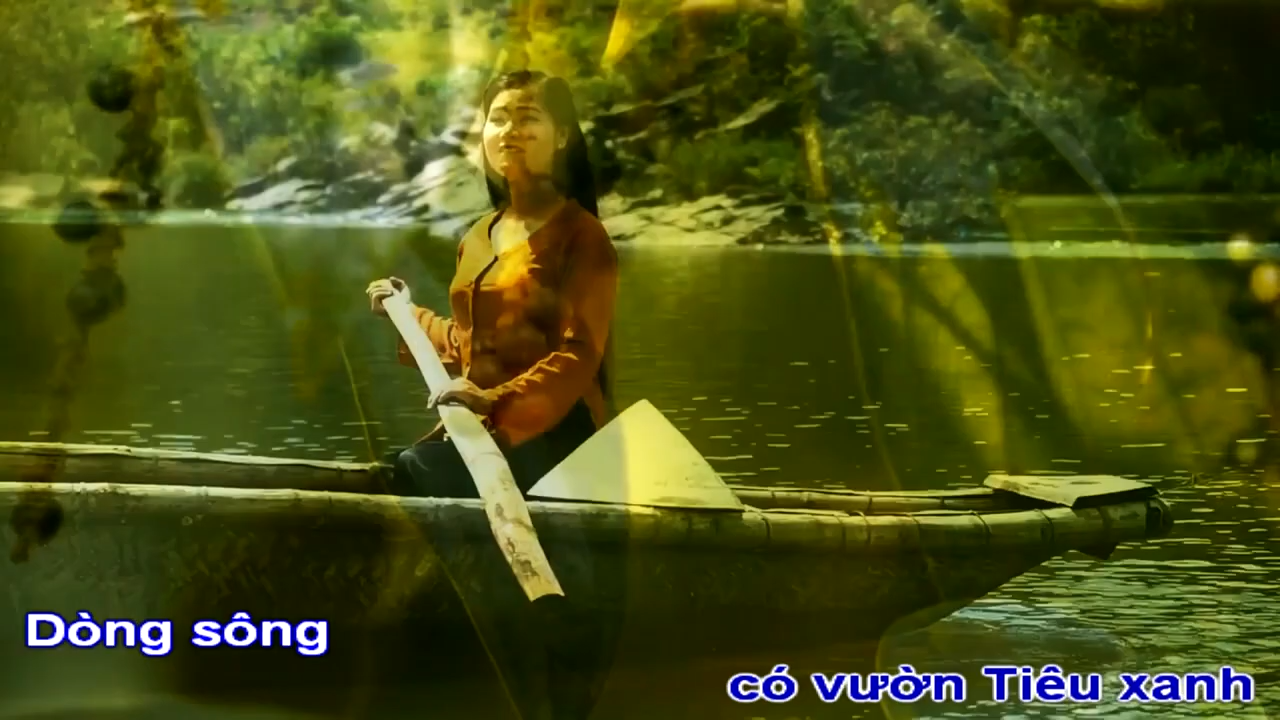 Dòng sông
có vườn Tiêu xanh